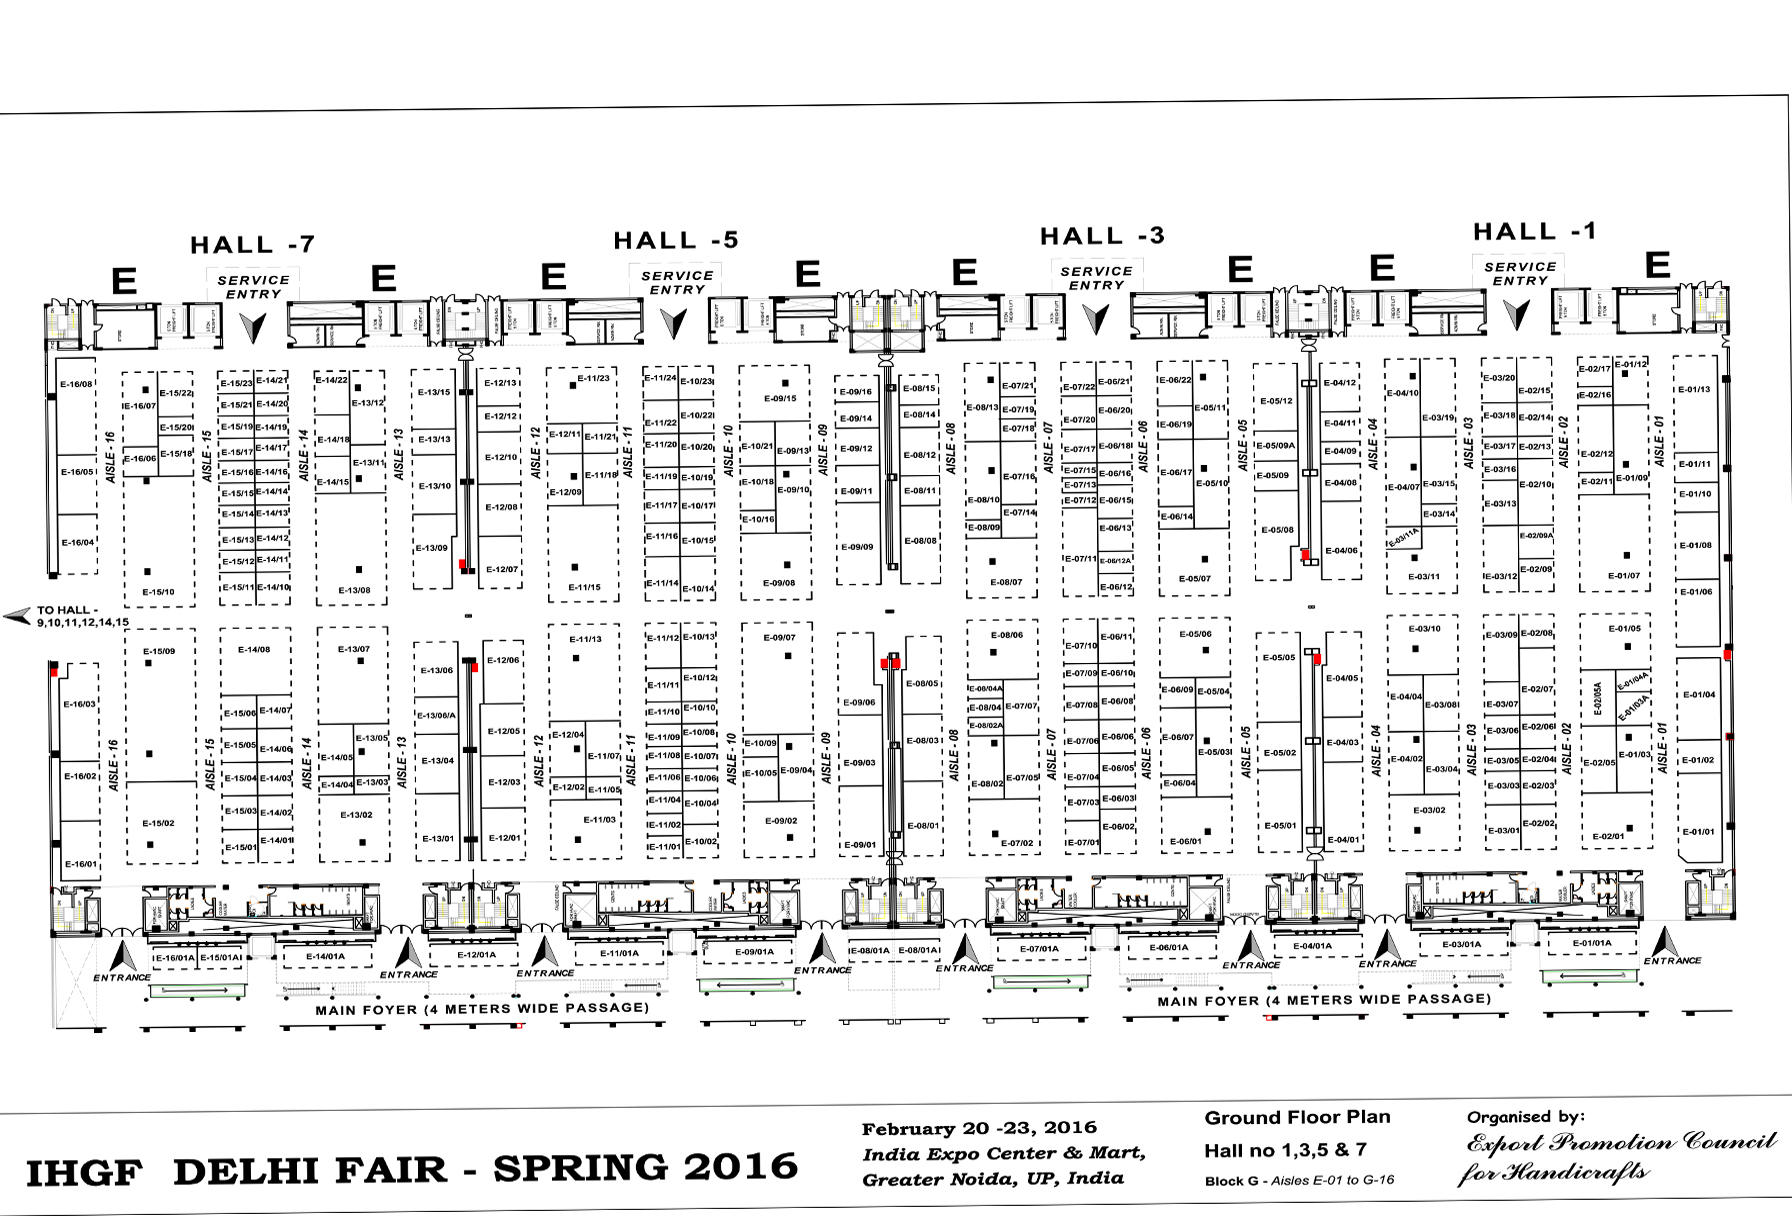 HALL -7
HALL -5
HALL -3
HALL -1
E
E
E
E
E
E
E
E
SERVICE
ENTRY
SERVICE
ENTRY
SERVICE
ENTRY
SERVICE
ENTRY
STORE
STORE
STORE
STORE
E-16/08
E-16/05
E-16/04
AISLE - 16
E-16/07
E-16/06
E-15/22
E-15/20
E-15/18
E-15/10
AISLE - 15
E-15/23
E-15/21
E-15/19
E-15/17
E-15/16
E-15/15
E-15/14
E-15/13
E-15/12
E-15/11
E-14/21
E-14/20
E-14/19
E-14/17
E-14/16
E-14/14
E-14/13
E-14/12
E-14/11
E-14/10
AISLE - 14
E-14/22
E-14/18
E-14/15
E-13/12
E-13/11
E-13/08
AISLE - 13
E-13/15
E-13/13
E-13/10
E-13/09
E-12/13
E-12/12
E-12/10
E-12/08
E-12/07
AISLE - 12
E-11/23
E-12/11
E-12/09
E-11/21
E-11/18
E-11/15
AISLE - 11
E-11/24
E-11/22
E-11/20
E-11/19
E-11/17
E-11/16
E-11/14
E-10/23
E-10/22
E-10/20
E-10/19
E-10/17
E-10/15
E-10/14
AISLE - 10
E-09/15
E-10/21
E-10/18
E-10/16
E-09/13
E-09/10
E-09/08
AISLE - 09
E-09/16
E-09/14
E-09/12
E-09/11
E-09/09
E-08/15
E-08/14
E-08/12
E-08/11
E-08/08
AISLE - 08
E-08/13
E-08/10
E-08/09
E-07/21
E-07/19
E-07/18
E-07/16
E-07/14
E-08/07
AISLE - 07
E-07/22
E-07/20
E-07/17
E-07/15
E-07/13
E-07/12
E-07/11
E-06/21
E-06/20
E-06/18
E-06/16
E-06/15
E-06/13
E-06/12A
E-06/12
AISLE - 06
E-06/22
E-06/19
E-06/17
E-06/14
E-05/11
E-05/10
E-05/07
AISLE - 05
E-05/12
E-05/09A
E-05/09
E-05/08
E-04/12
E-04/11
E-04/09
E-04/08
E-04/06
AISLE - 04
E-04/10
E-04/07
E-03/11A
E-03/19
E-03/15
E-03/14
E-03/11
AISLE - 03
E-03/20
E-03/18
E-03/17
E-03/16
E-03/13
E-03/12
E-02/15
E-02/14
E-02/13
E-02/10
E-02/09A
E-02/09
AISLE - 02
E-02/17
E-02/16
E-02/12
E-02/11
E-01/12
E-01/09
E-01/07
AISLE - 01
E-01/13
E-01/11
E-01/10
E-01/08
E-01/06
TO HALL -
9,10,11,12,14,15
E-16/03
E-16/02
E-16/01
AISLE - 16
E-15/09
E-15/02
AISLE - 15
E-14/08
E-15/06
E-15/05
E-15/04
E-15/03
E-15/01
E-14/07
E-14/06
E-14/03
E-14/02
E-14/01
AISLE - 14
E-13/07
E-14/05
E-14/04
E-13/05
E-13/03
E-13/02
AISLE - 13
E-13/06
E-13/06/A
E-13/04
E-13/01
E-12/06
E-12/05
E-12/03
E-12/01
AISLE - 12
E-11/13
E-12/04
E-12/02
E-11/07
E-11/05
E-11/03
AISLE - 11
E-11/12
E-11/11
E-11/10
E-11/09
E-11/08
E-11/06
E-11/04
E-11/02
E-11/01
E-10/13
E-10/12
E-10/10
E-10/08
E-10/07
E-10/06
E-10/04
E-10/02
AISLE - 10
E-09/07
E-10/09
E-10/05
E-09/04
E-09/02
AISLE - 09
E-09/06
E-09/03
E-09/01
E-08/05
E-08/03
E-08/01
AISLE - 08
E-08/06
E-08/04A
E-08/04
E-08/02A
E-08/02
E-07/07
E-07/05
E-07/02
AISLE - 07
E-07/10
E-07/09
E-07/08
E-07/06
E-07/04
E-07/03
E-07/01
E-06/11
E-06/10
E-06/08
E-06/06
E-06/05
E-06/03
E-06/02
AISLE - 06
E-05/06
E-06/09
E-06/07
E-06/04
E-05/04
E-05/03
E-06/01
AISLE - 05
E-05/05
E-05/02
E-05/01
E-04/05
E-04/03
E-04/01
AISLE - 04
E-03/10
E-04/04
E-04/02
E-03/08
E-03/04
E-03/02
AISLE - 03
E-03/09
E-03/07
E-03/06
E-03/05
E-03/03
E-03/01
E-02/08
E-02/07
E-02/06
E-02/04
E-02/03
E-02/02
AISLE - 02
E-01/05
E-02/05A
E-01/04A
E-01/03A
E-02/05
E-01/03
E-02/01
AISLE - 01
E-01/04
E-01/02
E-01/01
E-16/01A
E-15/01A
E-14/01A
E-12/01A
E-11/01A
E-09/01A
E-08/01A
E-08/01A
E-07/01A
E-06/01A
E-04/01A
E-03/01A
E-01/01A
ENTRANCE
ENTRANCE
ENTRANCE
ENTRANCE
ENTRANCE
ENTRANCE
ENTRANCE
ENTRANCE
MAIN FOYER (4 METERS WIDE PASSAGE)
MAIN FOYER (4 METERS WIDE PASSAGE)
IHGF DELHI FAIR - SPRING 2016
February 20 -23, 2016
India Expo Center & Mart,
Greater Noida, UP, India
Ground Floor Plan
Hall no 1,3,5 & 7
Block G - Aisles E-01 to G-16
Organised by:
Export Promotion Council
for Handicrafts